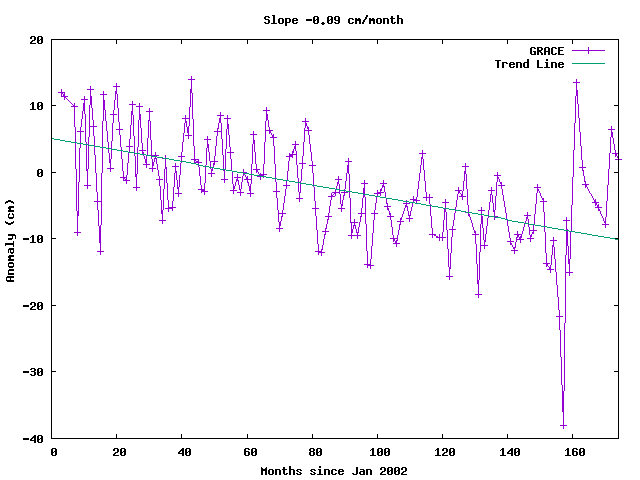 Slope -0.09 cm/month
GRACE
Trend Line
20
10
0
-10
-20
-30
-40
Anomaly (cm)
0 20 40 60 80 100 120 140 160
Months since Jan 2002